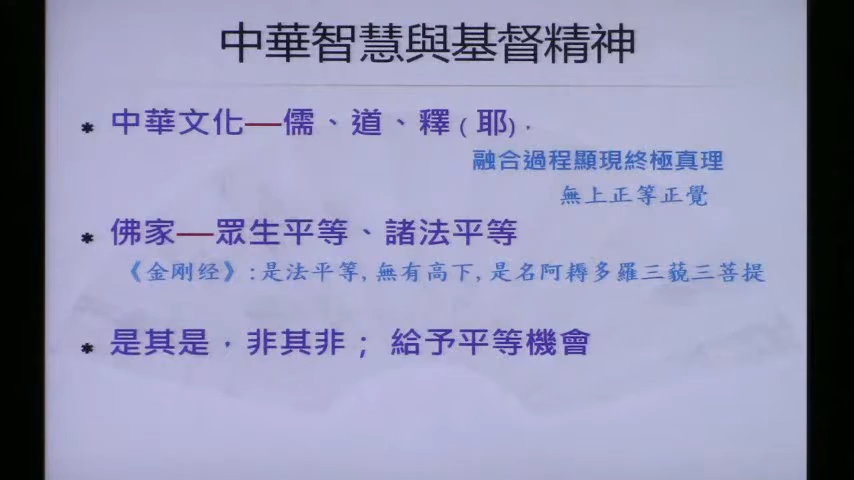 中華智慧與基督精神
* 中華文化—儒、道、釋(耶).
融合過程顯現終極真理
無上正等正覺
* 佛家—眾生平等、諸法平等
《金刚经》:是法平等,無有高下,是名阿耨多羅三藐三菩提
* 是其是，非其非；給予平等機會